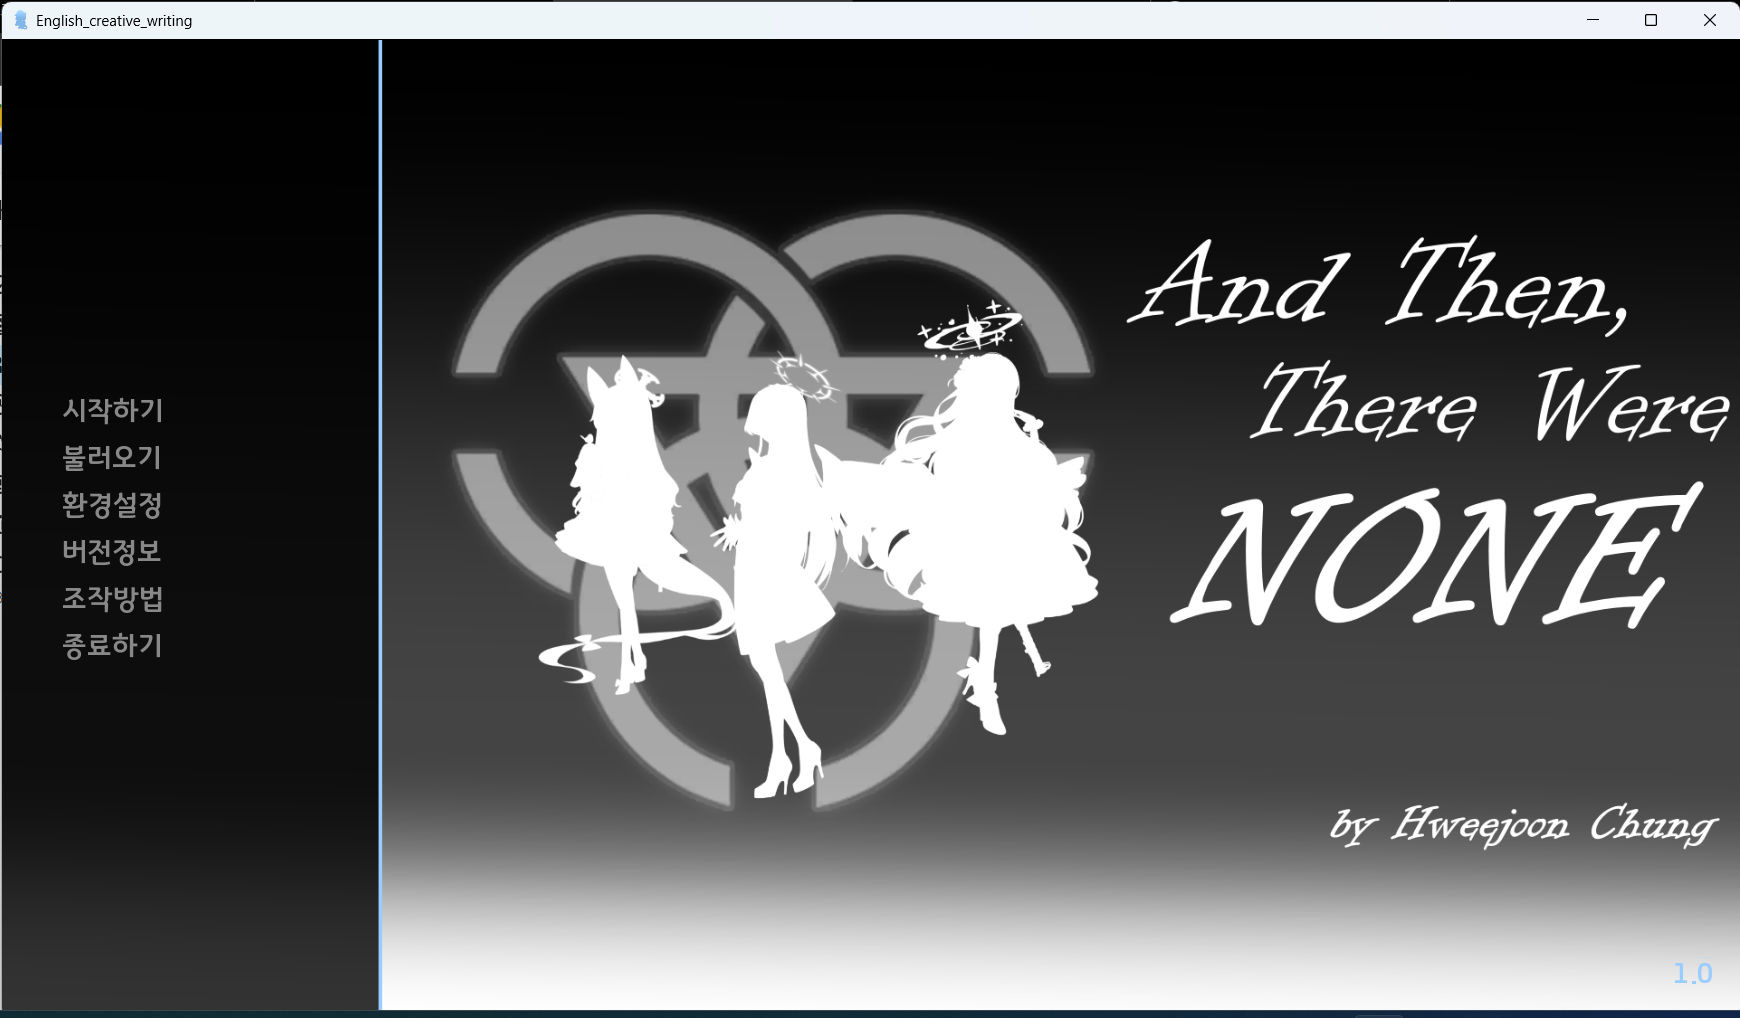 English_creative_writing
시작하기
불러오기
환경설정
버전정보
조작방법
종료하기
And Then,
There Were
NONE
by Hweejoon Chung
1.0